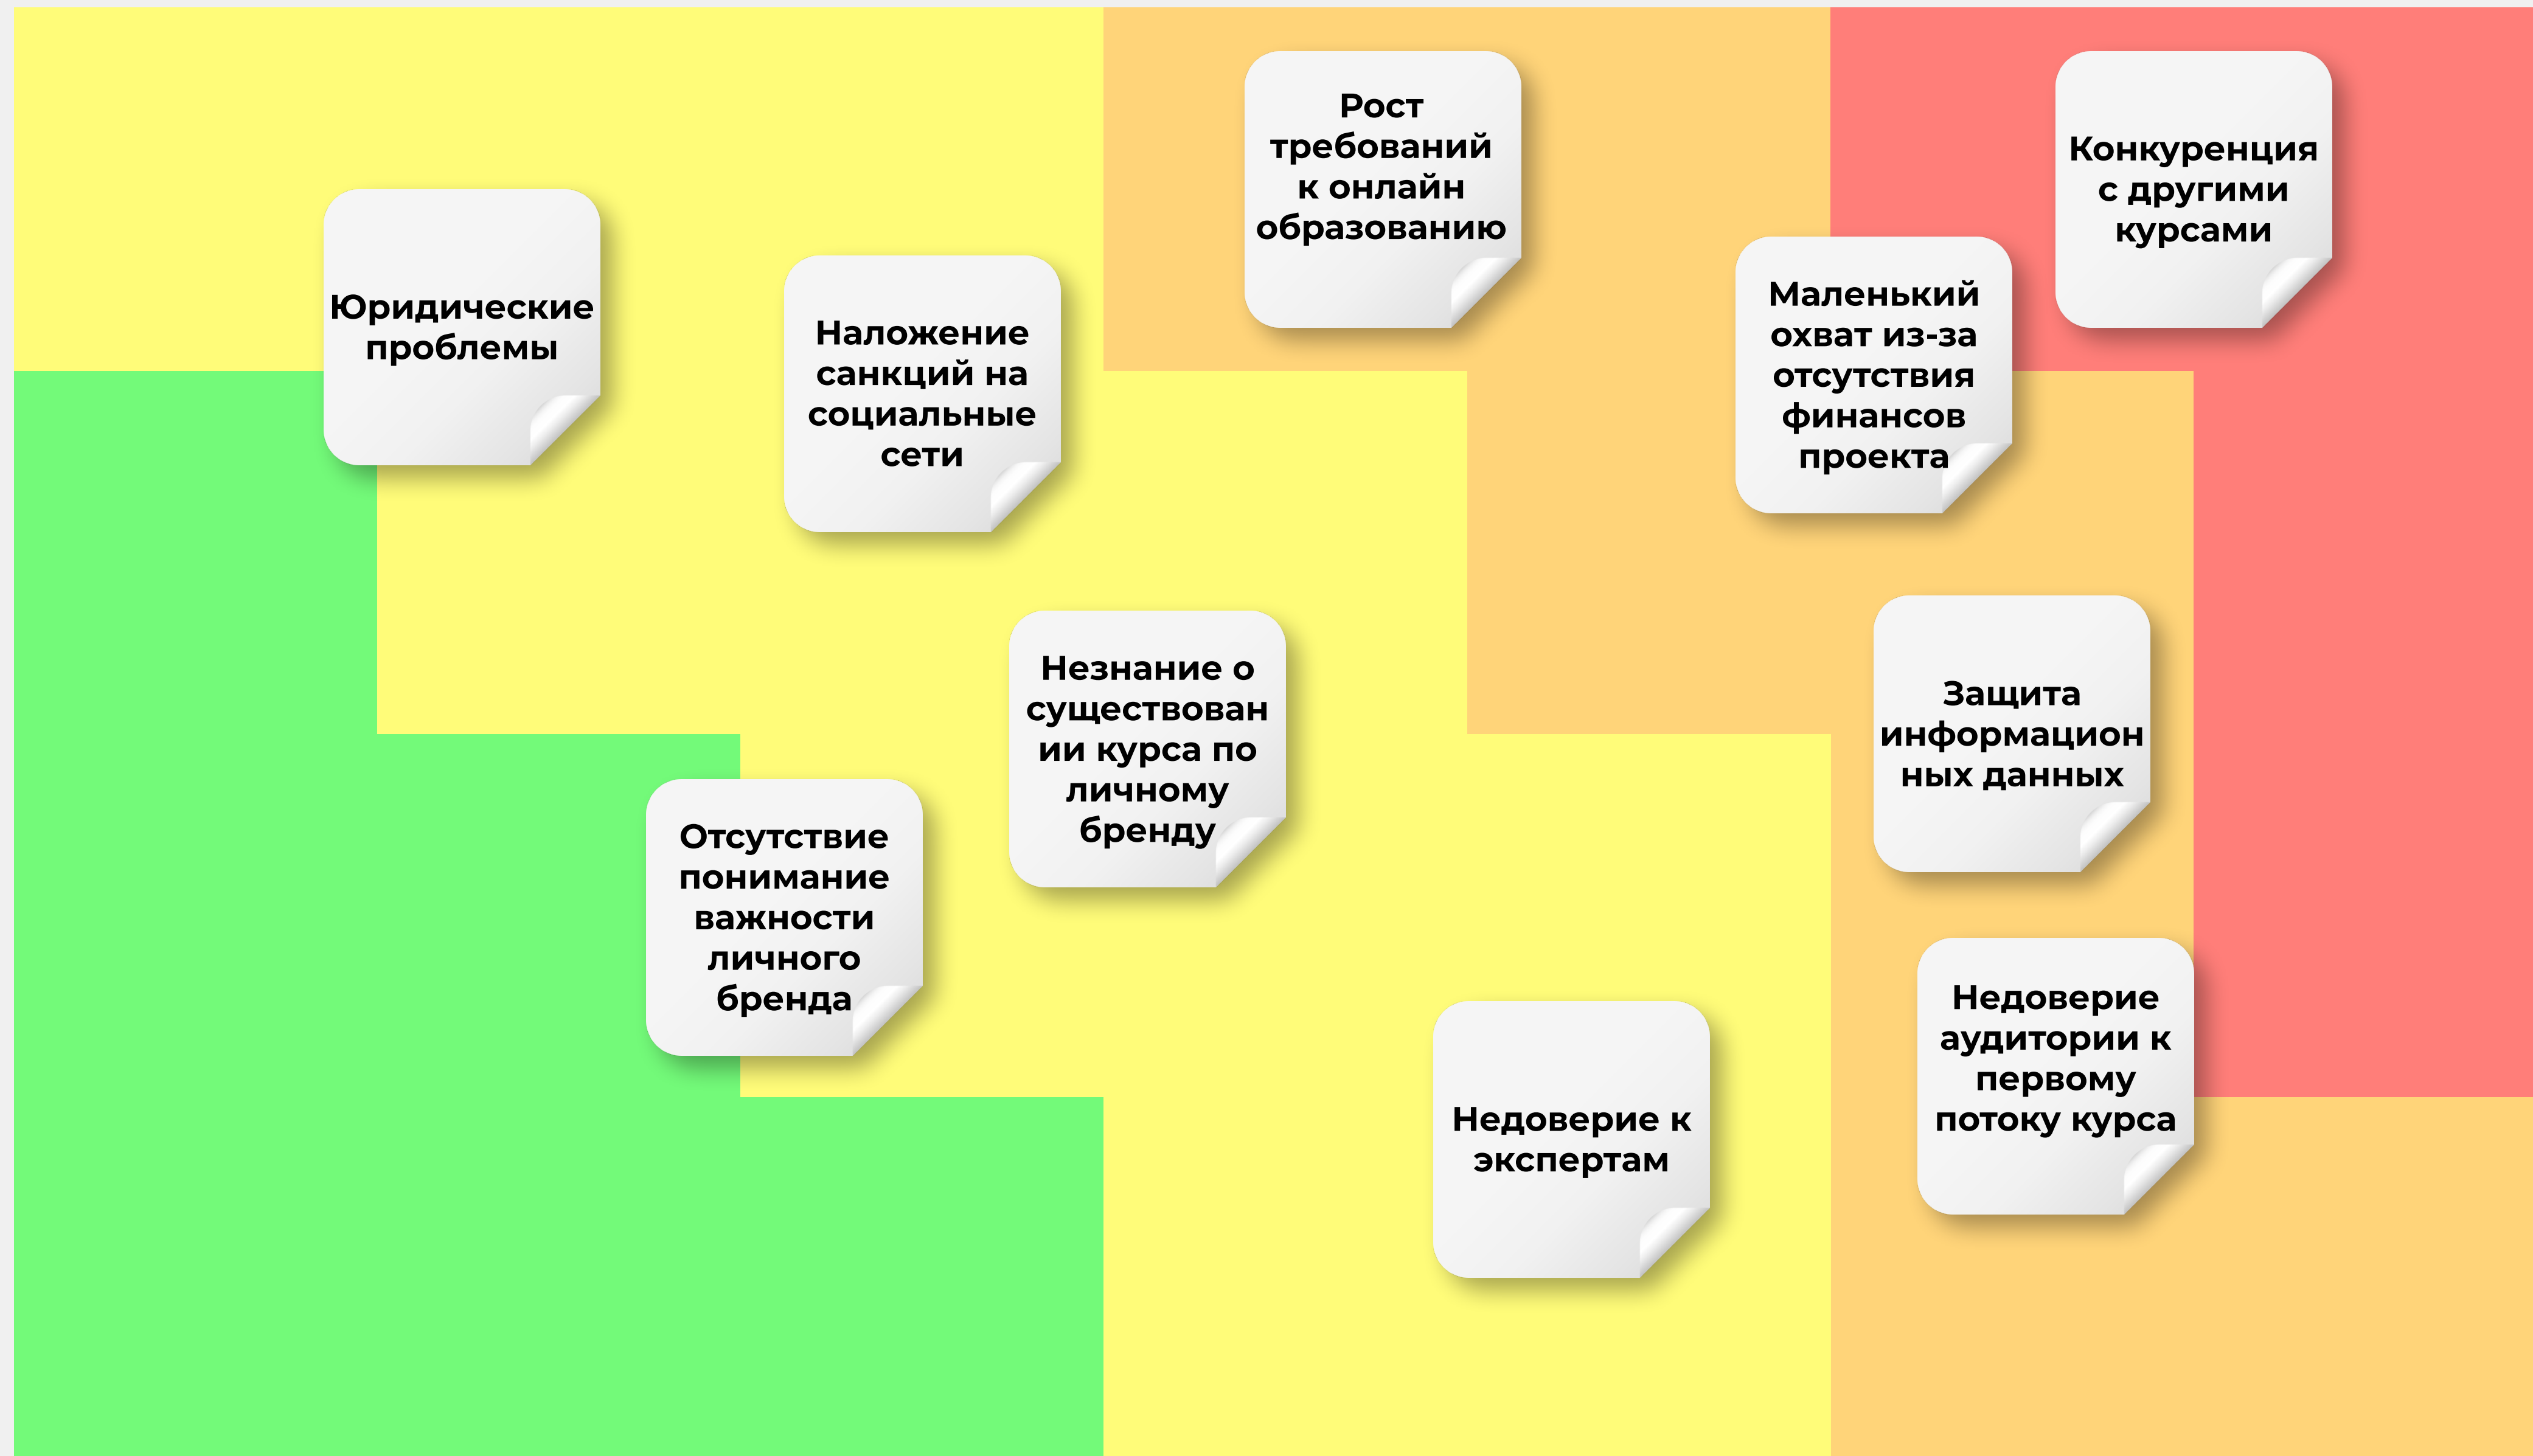 Рост
требований
к онлайн
образованию
Конкуренция
с другими
курсами
Юридические
проблемы
Наложение
санкций на
социальные
сети
Маленький
охват из-за
отсутствия
финансов
проекта
Незнание о
существован
ии курса по
личному
бренду
Защита
информацион
ных данных
Отсутствие
понимание
важности
личного
бренда
Недоверие к
экспертам
Недоверие
аудитории к
первому
потоку курса